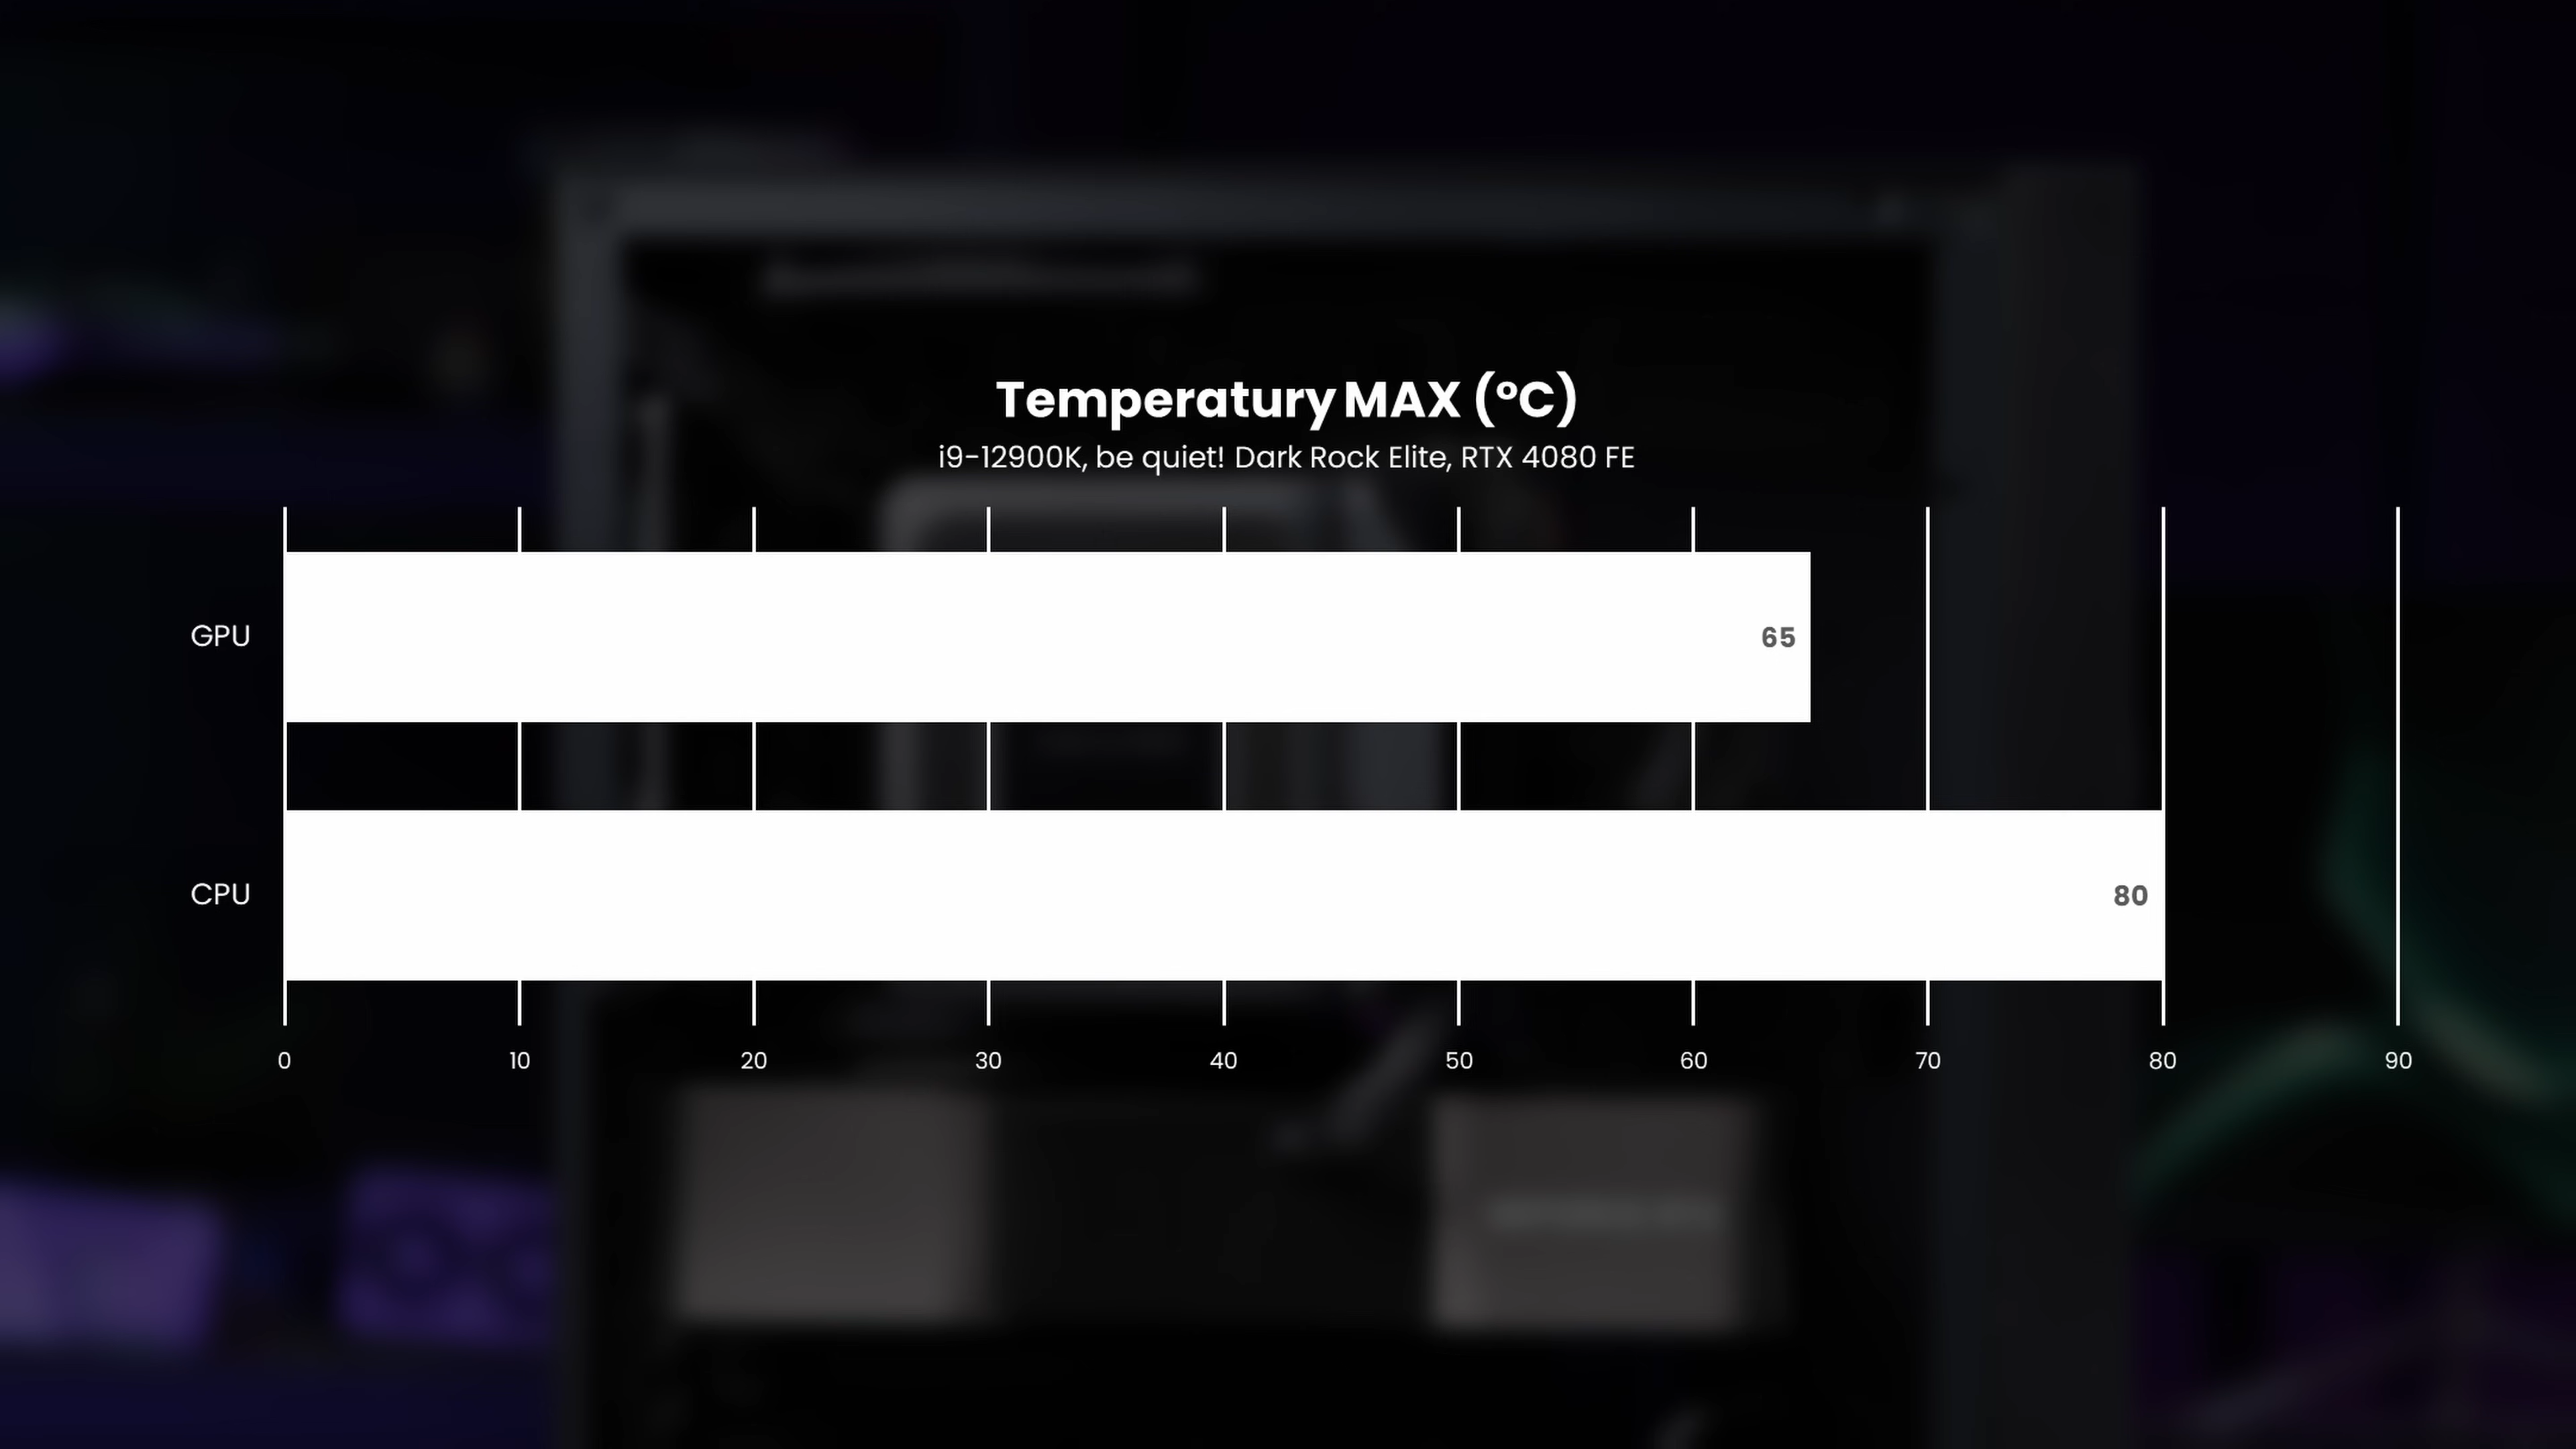 Temperatury MAX (°C)
i9-12900K, be quiet! Dark Rock Elite, RTX 4080 FE
GPU
65
CPU
80
0 10 20 30 40 50 60 70 80 90